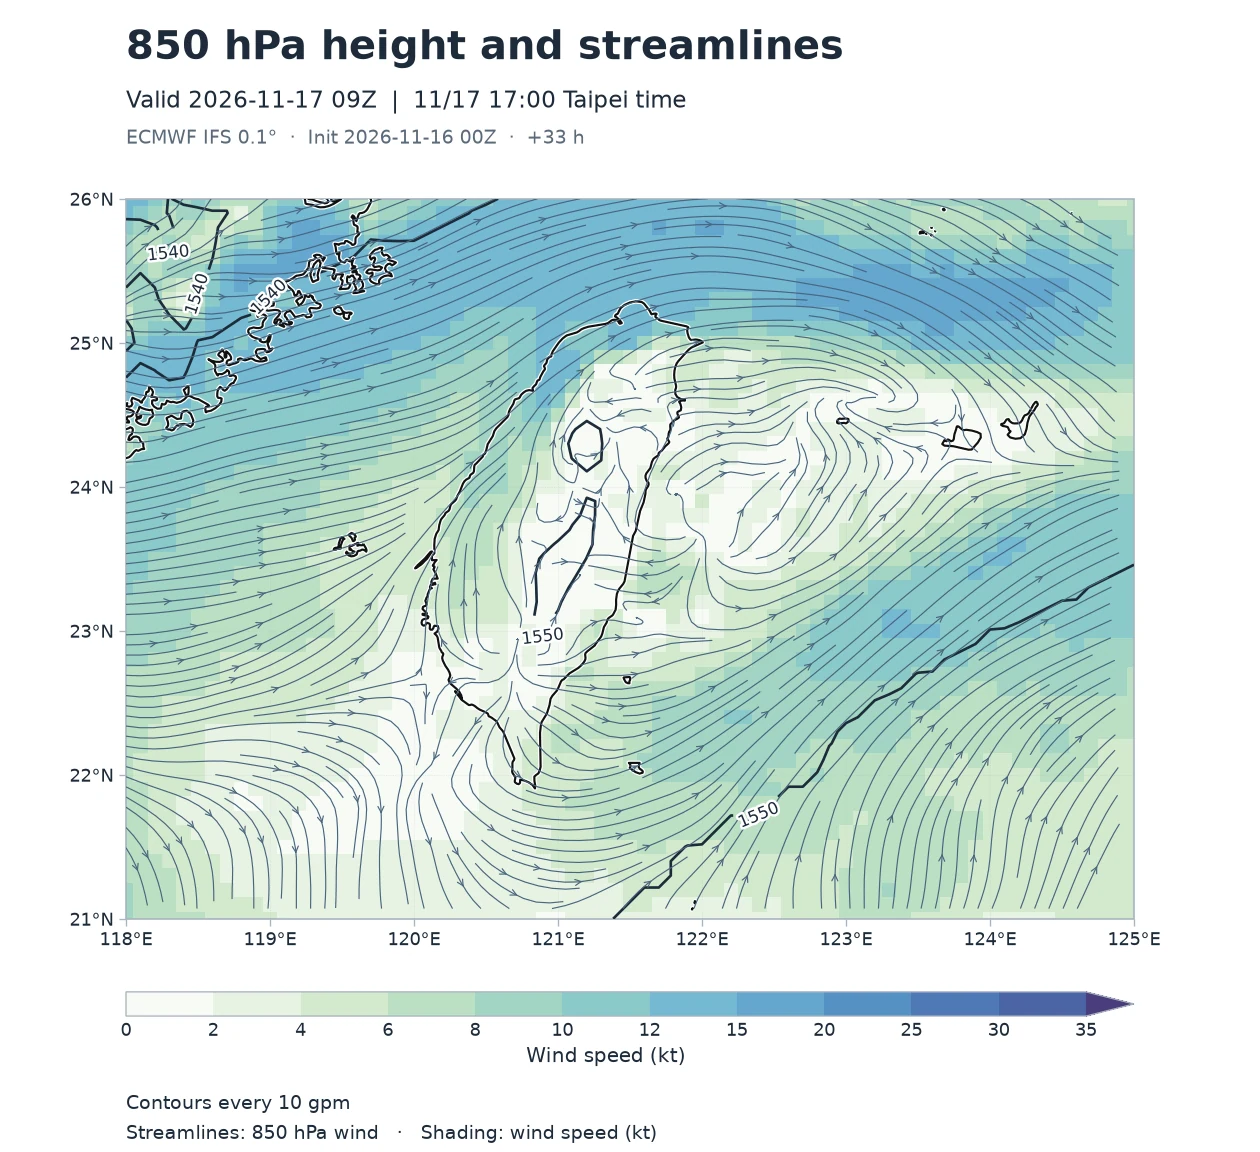 850 hPa height and streamlines
Valid 2026-11-17 09Z | 11/17 17:00 Taipei time
ECMWF IFS 0.1° · Init 2026-11-16 00Z · +33 h
26°N
1540
1540
1540
25°N
24°N
23°N
1550
22°N
1550
21°N
118°E 119°E 120°E 121°E 122°E 123°E 124°E 125°E
0 2 4 6 8 10 12 15 20 25 30 35
Wind speed (kt)
Contours every 10 gpm
Streamlines: 850 hPa wind · Shading: wind speed (kt)